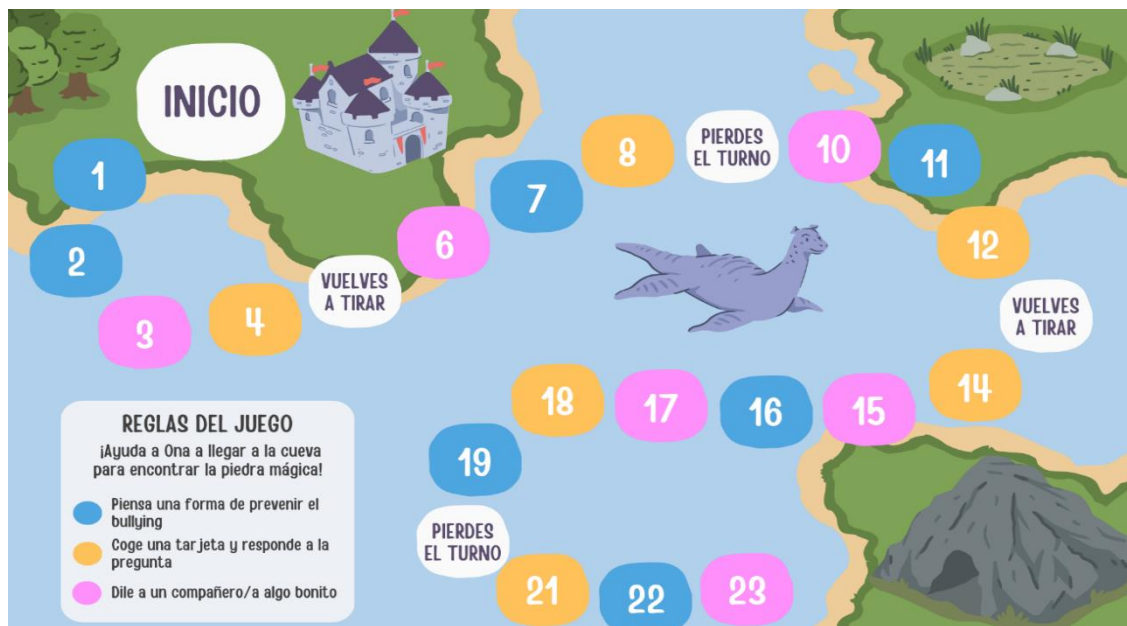 INICIO
1
2
3
4
VUELVES
A TIRAR
6
7
8
PIERDES
EL TURNO
10
11
12
VUELVES
A TIRAR
14
15
16
17
18
19
PIERDES
EL TURNO
21
22
23
REGLAS DEL JUEGO
¡Ayuda a Ona a llegar a la cueva
para encontrar la piedra mágica!
Piensa una forma de prevenir el
bullying
Coge una tarjeta y responde a la
pregunta
Dile a un compañero/a algo bonito